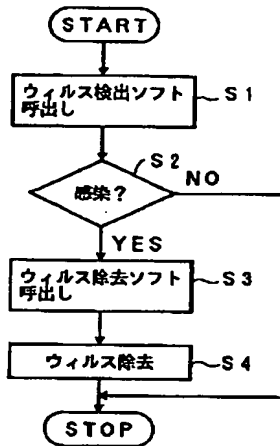 START
ウィルス検出ソフト
呼出し
S1
S2
感染?
NO
YES
ウィルス除去ソフト
呼出し
S3
ウィルス除去
S4
STOP